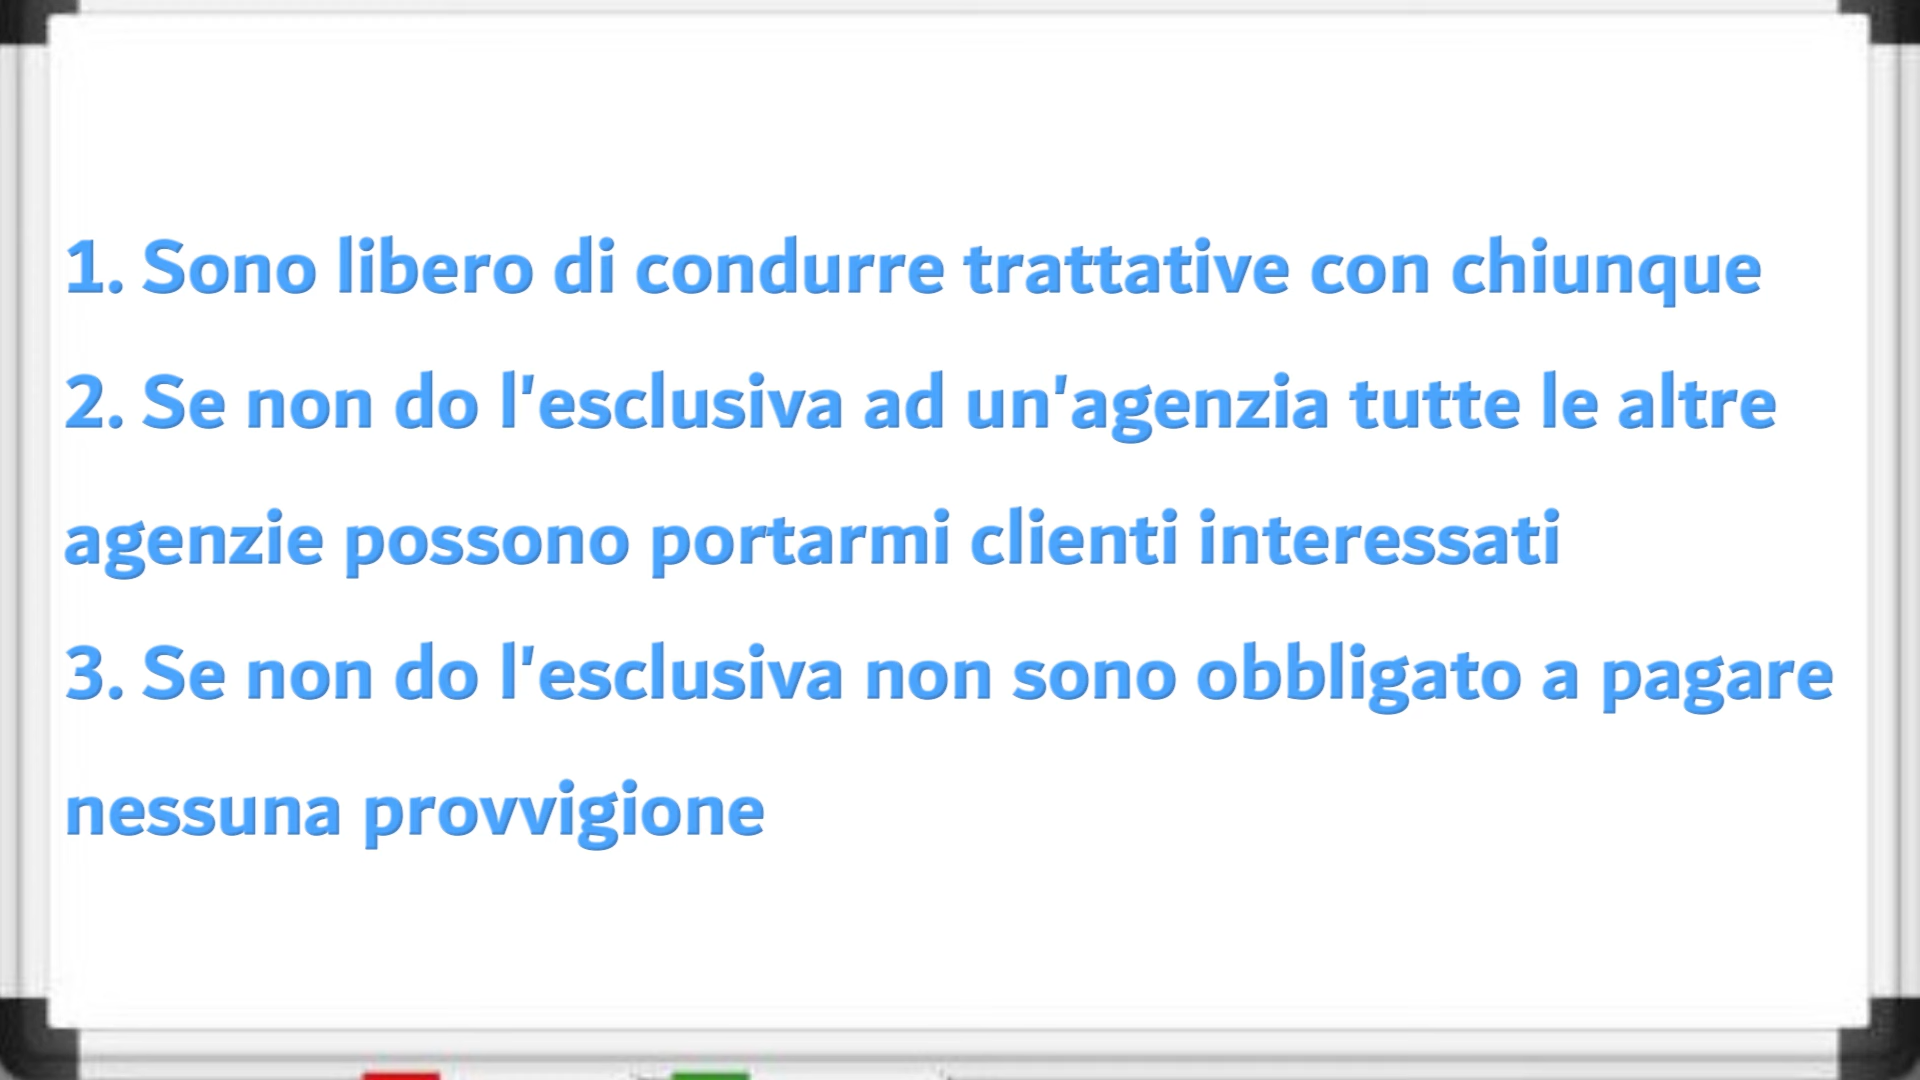 1. Sono libero di condurre trattative con chiunque
2. Se non do l'esclusiva ad un'agenzia tutte le altre
agenzie possono portarmi clienti interessati
3. Se non do l'esclusiva non sono obbligato a pagare
nessuna provvigione